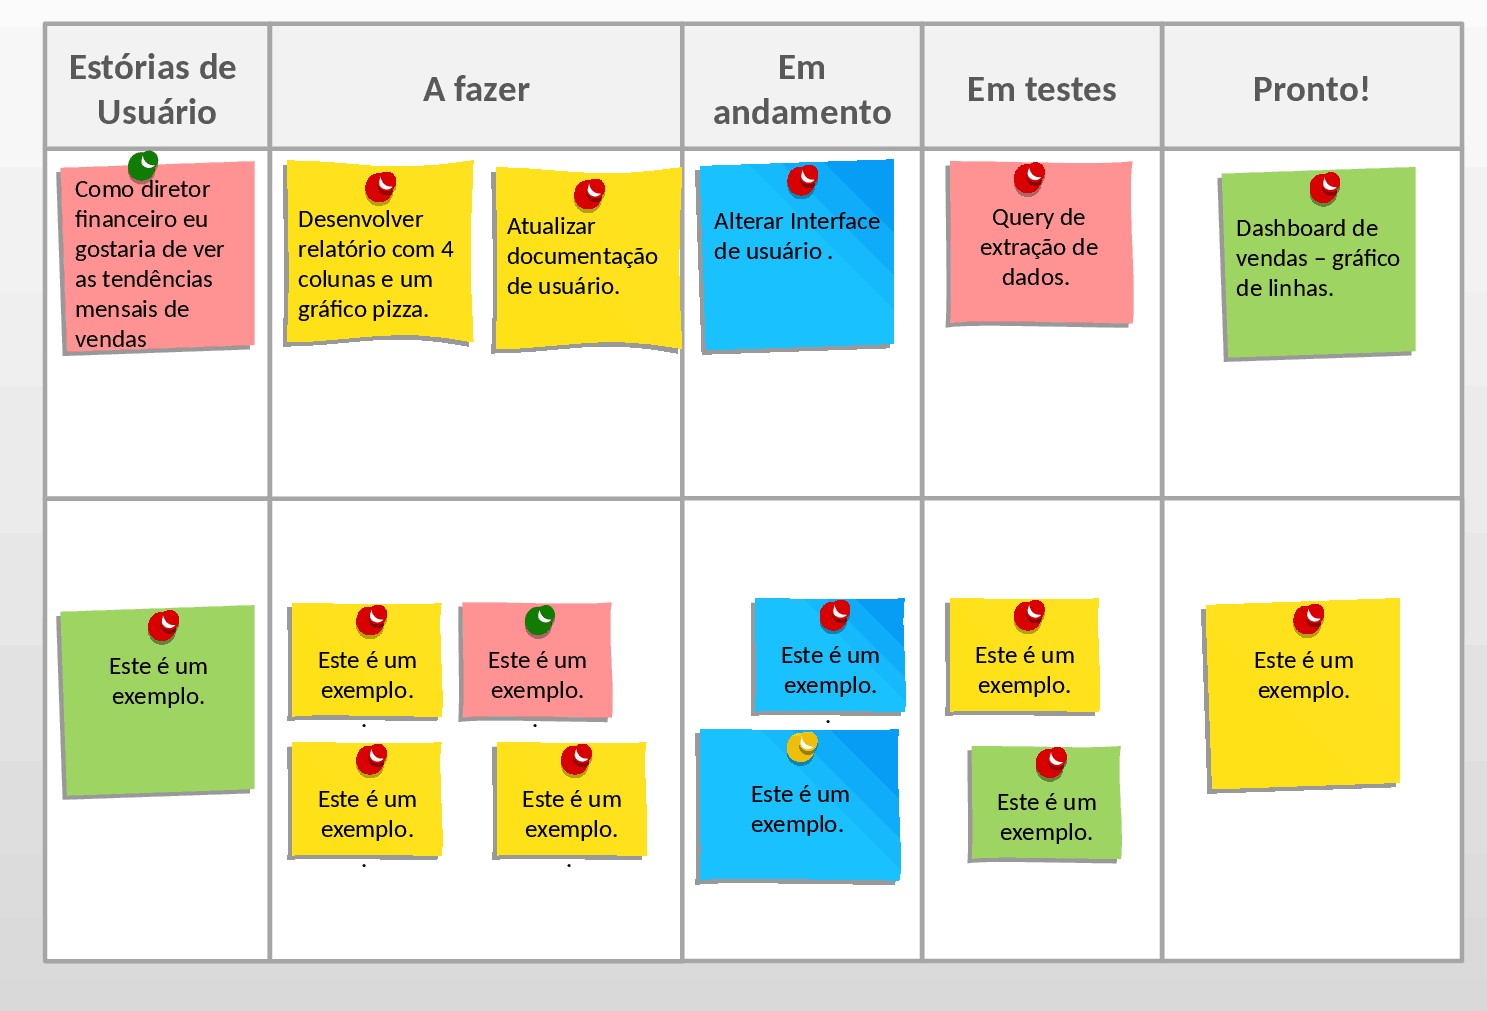 Estórias de
Usuário
A fazer
Em
andamento
Em testes
Pronto!
Como diretor
financeiro eu
gostaria de ver
as tendências
mensais de
vendas
Desenvolver
relatório com 4
colunas e um
gráfico pizza.
Atualizar
documentação
de usuário.
Alterar Interface
de usuário .
Query de
extração de
dados.
Dashboard de
vendas – gráfico
de linhas.
Este é um
exemplo.
Este é um
exemplo.
.
Este é um
exemplo.
.
Este é um
exemplo.
.
Este é um
exemplo.
.
Este é um
exemplo.
.
Este é um
exemplo.
Este é um
exemplo.
Este é um
exemplo.
Este é um
exemplo.